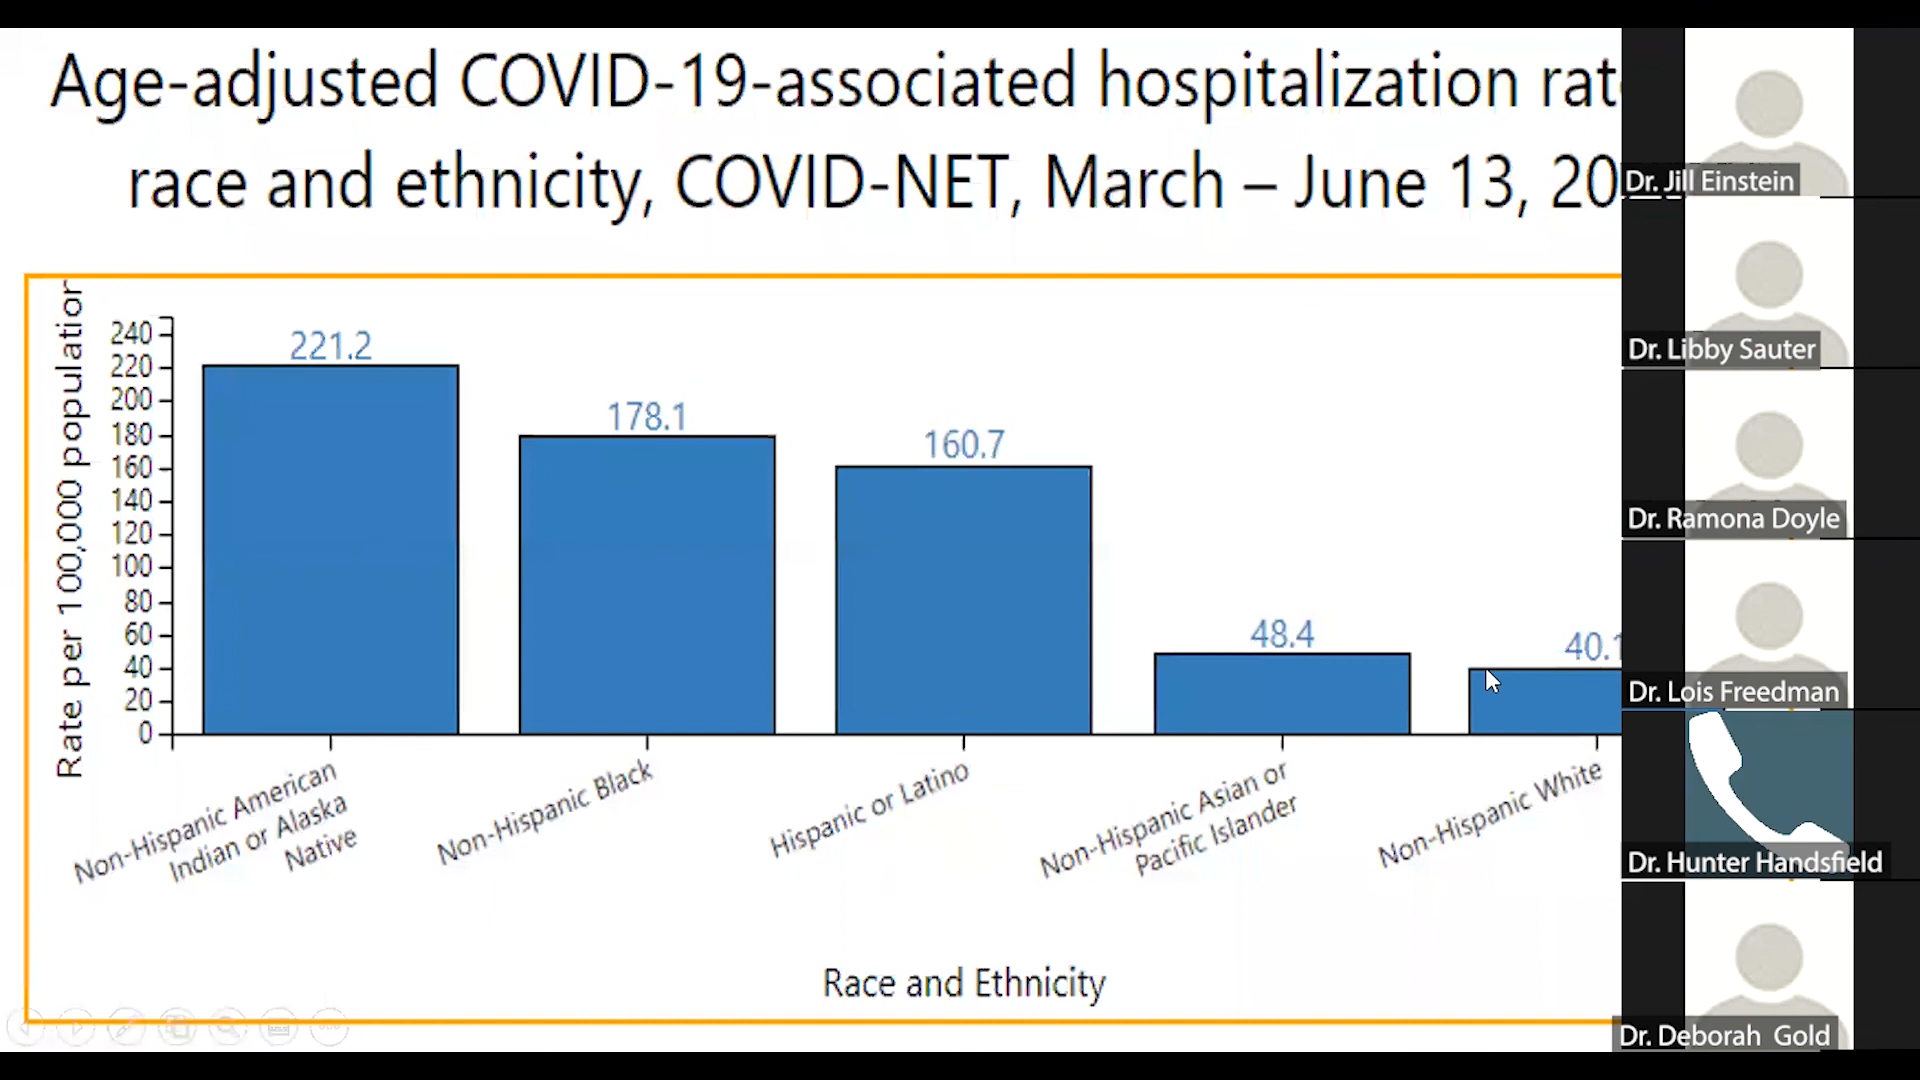 Age-adjusted COVID-19-associated hospitalization rat
race and ethnicity, COVID-NET, March – June 13, 20
Rate per 100,000 population
240
220
200
180
160
140
120
100
80
60
40
20
0
221.2
178.1
160.7
48.4
40.1
Non-Hispanic American
Indian or Alaska
Native
Non-Hispanic Black
Hispanic or Latino
Non-Hispanic Asian or
Pacific Islander
Non-Hispanic White
Race and Ethnicity
Dr. Jill Einstein
Dr. Libby Sauter
Dr. Ramona Doyle
Dr. Lois Freedman
Dr. Hunter Handsfield
Dr. Deborah Gold